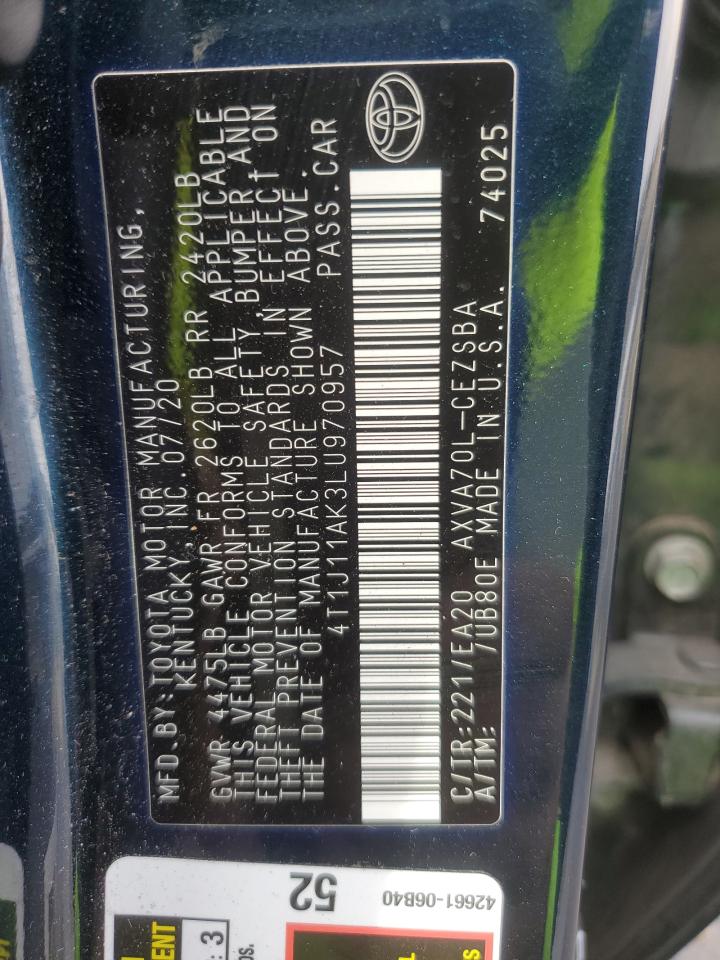 MFD.BY:TOYOTA MOTOR MANUFACTURING,
KENTUCKY, INC 07/20
GVWR 4475LB GAWR FR 2620LB RR 2420LB
THIS VEHICLE CONFORMS TO ALL APPLICABLE
FEDERAL MOTOR VEHICLE SAFETY, BUMPER, AND
THEFT PREVENTION STANDARDS IN EFFECT ON
THE DATE OF MANUFACTURE SHOWN ABOVE.
4T1J11AK3LU970957 PASS.CAR
C/TR:221/EA20 AXVA70L-CEZSBA
A/TM: /UB80E MADE IN U.S.A. 74025
52
42661-06B40
3